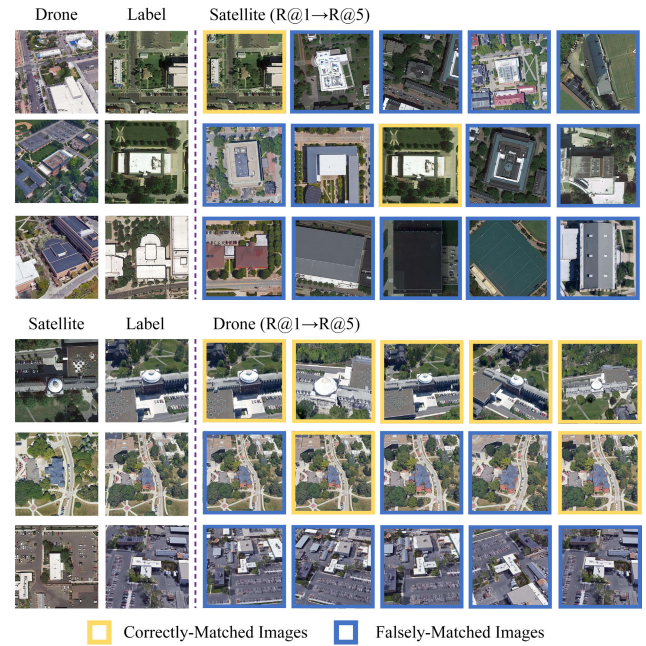 Drone Label Satellite (R@1→R@5)
Satellite Label Drone (R@1→R@5)
Correctly-Matched Images Falsely-Matched Images